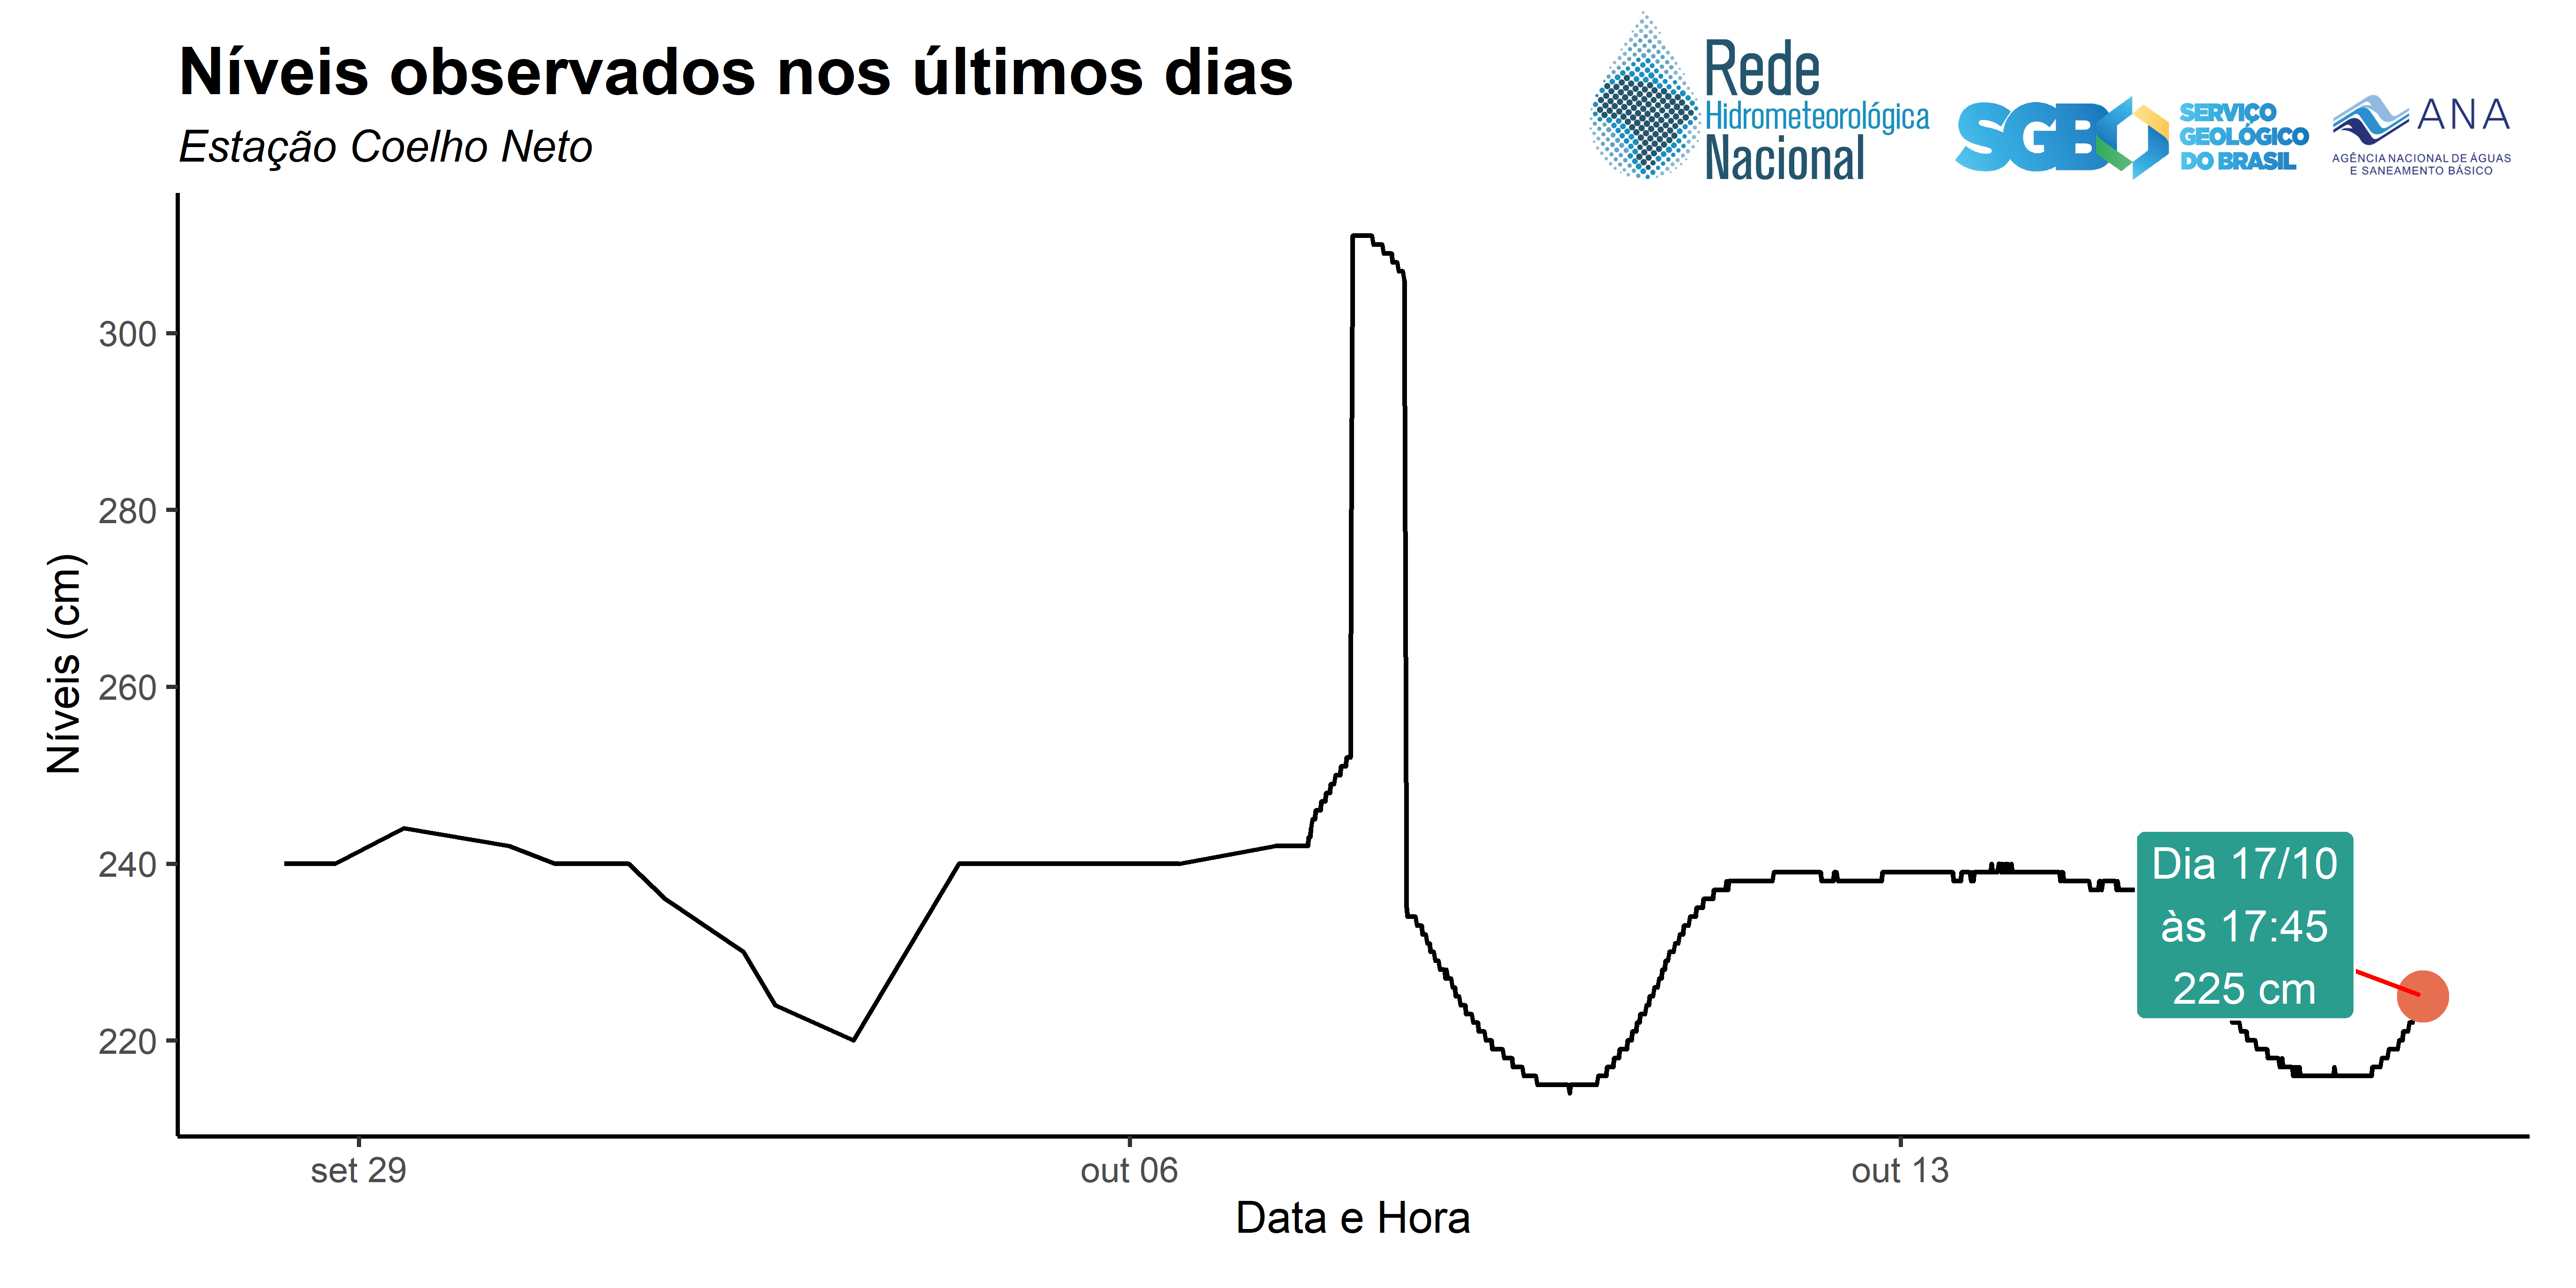 Níveis observados nos últimos dias
Estação Coelho Neto
Rede
Hidrometeorológica
Nacional
SGB
SERVIÇO
GEOLÓGICO
DO BRASIL
ANA
AGÊNCIA NACIONAL DE ÁGUAS
E SANEAMENTO BÁSICO
Níveis (cm)
300
280
260
240
220
Dia 17/10
às 17:45
225 cm
set 29
out 06
out 13
Data e Hora